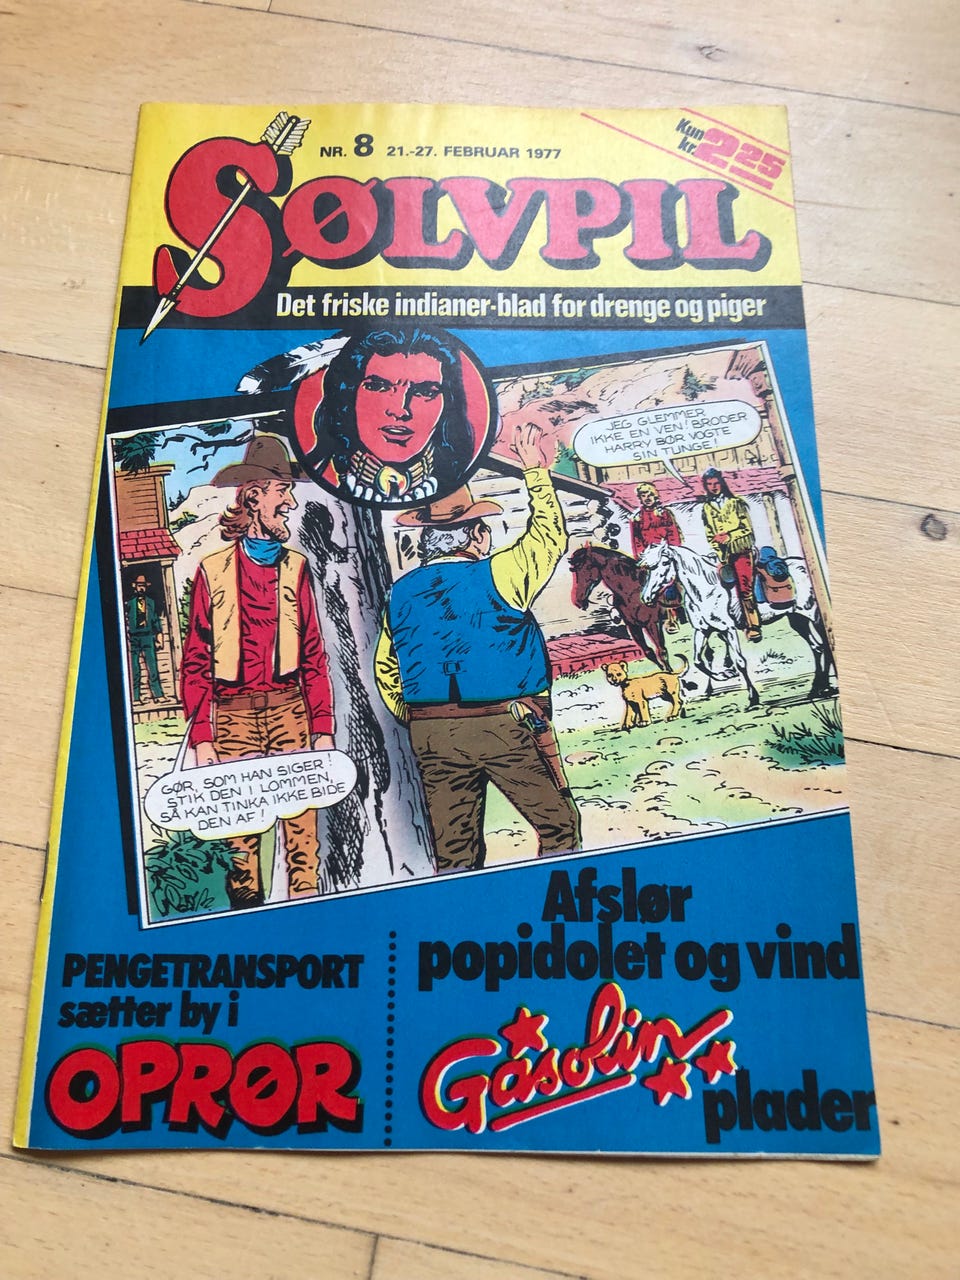 NR. 8 21.-27. FEBRUAR 1977
Kun
kr. 2.25
SØLVPIL
Det friske indianer-blad for drenge og piger
JEG GLEMMER
IKKE EN VEN! BRODER
HARRY BØR VOGTE
SIN TUNGE!
GØR, SOM HAN SIGER!
STIK DEN I LOMMEN,
SÅ KAN TINKA IKKE BIDE
DEN AF!
PENGETRANSPORT
sætter by i
OPRØR
Afslør
popidolet og vind
Gasolin
plader